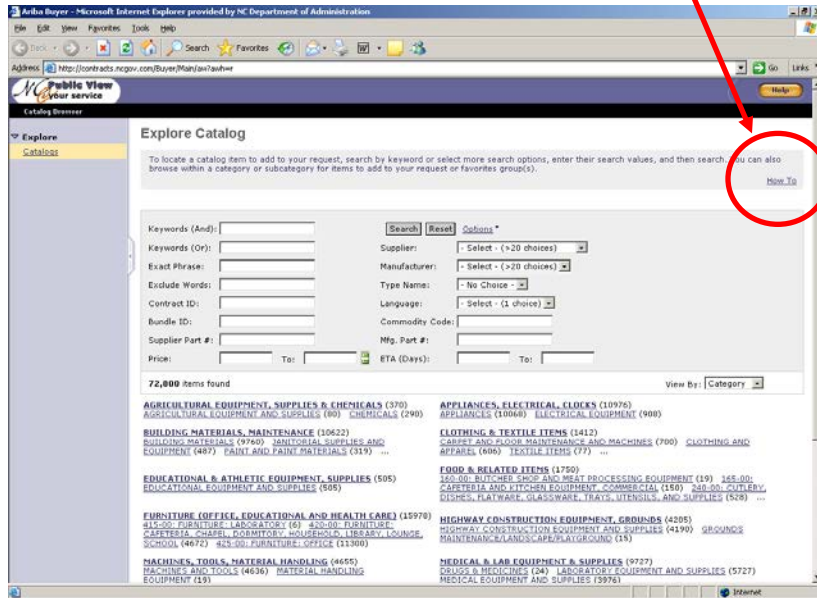 Ariba Buyer - Microsoft Internet Explorer provided by NC Department of Administration
File Edit View Favorites Tools Help
Back Search Favorites
Address http://contracts.ncgov.com/Buyer/Main/aw?awh=r Go Links
NC Public View
your service
Help
Catalog Browser
Explore
Catalogs
Explore Catalog
To locate a catalog item to add to your request, search by keyword or select more search options, enter their search values, and then search. You can also
browse within a category or subcategory for items to add to your request or favorites group(s).
How To
Keywords (And): Search Reset Options
Keywords (Or): Supplier: - Select - (>20 choices)
Exact Phrase: Manufacturer: - Select - (>20 choices)
Exclude Words: Type Name: - No Choice -
Contract ID: Language: - Select - (1 choice)
Bundle ID: Commodity Code:
Supplier Part #: Mfg. Part #:
Price: To: ETA (Days): To:
72,000 items found View By: Category
AGRICULTURAL EQUIPMENT, SUPPLIES & CHEMICALS (370)
AGRICULTURAL EQUIPMENT AND SUPPLIES (80) CHEMICALS (290)
APPLIANCES, ELECTRICAL, CLOCKS (10976)
APPLIANCES (10068) ELECTRICAL EQUIPMENT (908)
BUILDING MATERIALS, MAINTENANCE (10622)
BUILDING MATERIALS (9760) JANITORIAL SUPPLIES AND
EQUIPMENT (487) PAINT AND PAINT MATERIALS (319) ...
CLOTHING & TEXTILE ITEMS (1412)
CARPET AND FLOOR MAINTENANCE AND MACHINES (700) CLOTHING AND
APPAREL (606) TEXTILE ITEMS (77) ...
EDUCATIONAL & ATHLETIC EQUIPMENT, SUPPLIES (505)
EDUCATIONAL EQUIPMENT AND SUPPLIES (505)
FOOD & RELATED ITEMS (1750)
160-00: BUTCHER SHOP AND MEAT PROCESSING EQUIPMENT (19) 165-00:
CAFETERIA AND KITCHEN EQUIPMENT, COMMERCIAL (150) 240-00: CUTLERY,
DISHES, FLATWARE, GLASSWARE, TRAYS, UTENSILS, AND SUPPLIES (528) ...
FURNITURE (OFFICE, EDUCATIONAL AND HEALTH CARE) (15978)
415-00: FURNITURE: LABORATORY (6) 420-00: FURNITURE:
CAFETERIA, CHAPEL, DORMITORY, HOUSEHOLD, LIBRARY, LOUNGE,
SCHOOL (4672) 425-00: FURNITURE: OFFICE (11300)
HIGHWAY CONSTRUCTION EQUIPMENT, GROUNDS (4205)
HIGHWAY CONSTRUCTION EQUIPMENT AND SUPPLIES (4190) GROUNDS
MAINTENANCE/LANDSCAPE/PLAYGROUND (15)
MACHINES, TOOLS, MATERIAL HANDLING (4655)
MACHINES AND TOOLS (4636) MATERIAL HANDLING
EQUIPMENT (19)
MEDICAL & LAB EQUIPMENT & SUPPLIES (9727)
DRUGS & MEDICINES (24) LABORATORY EQUIPMENT AND SUPPLIES (5727)
MEDICAL EQUIPMENT AND SUPPLIES (3976)
Internet